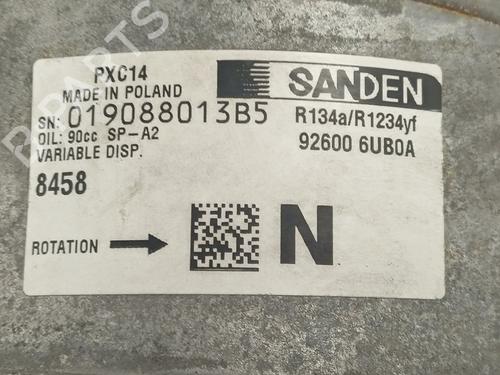 PXC14
MADE IN POLAND
SN: 019088013B5
OIL: 90cc SP-A2
VARIABLE DISP.
8458
ROTATION
SANDEN
R134a/R1234yf
92600 6UB0A
N